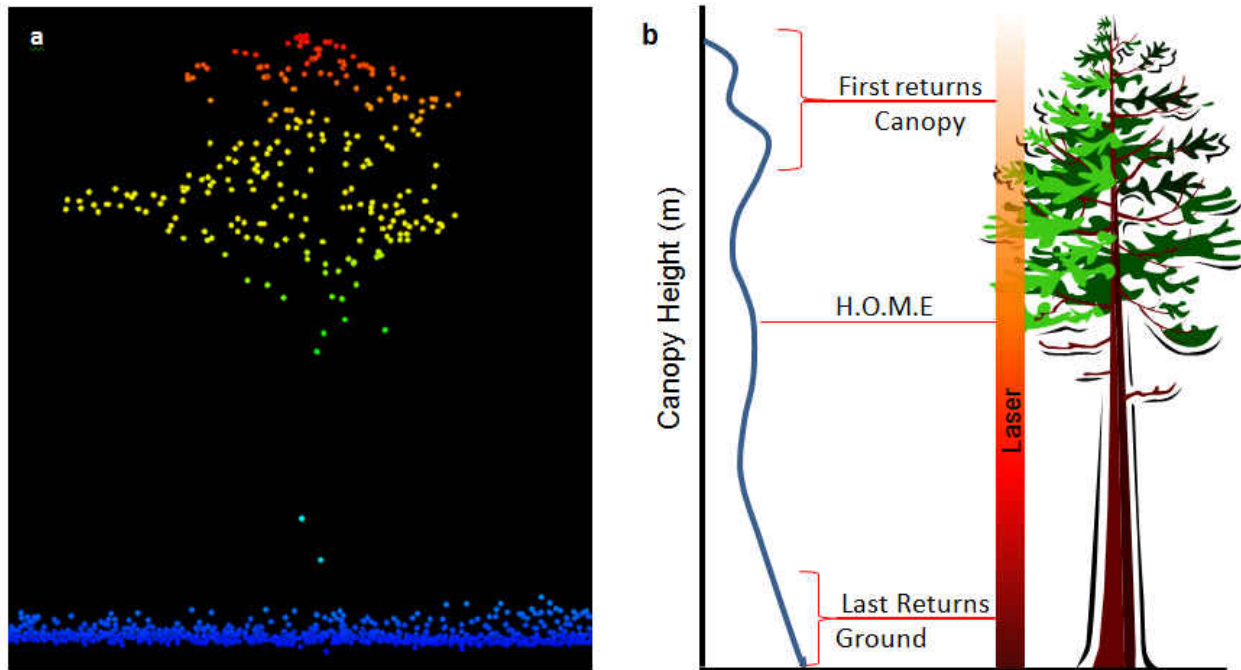 a
b
First returns
Canopy
Canopy Height (m)
H.O.M.E
Laser
Last Returns
Ground